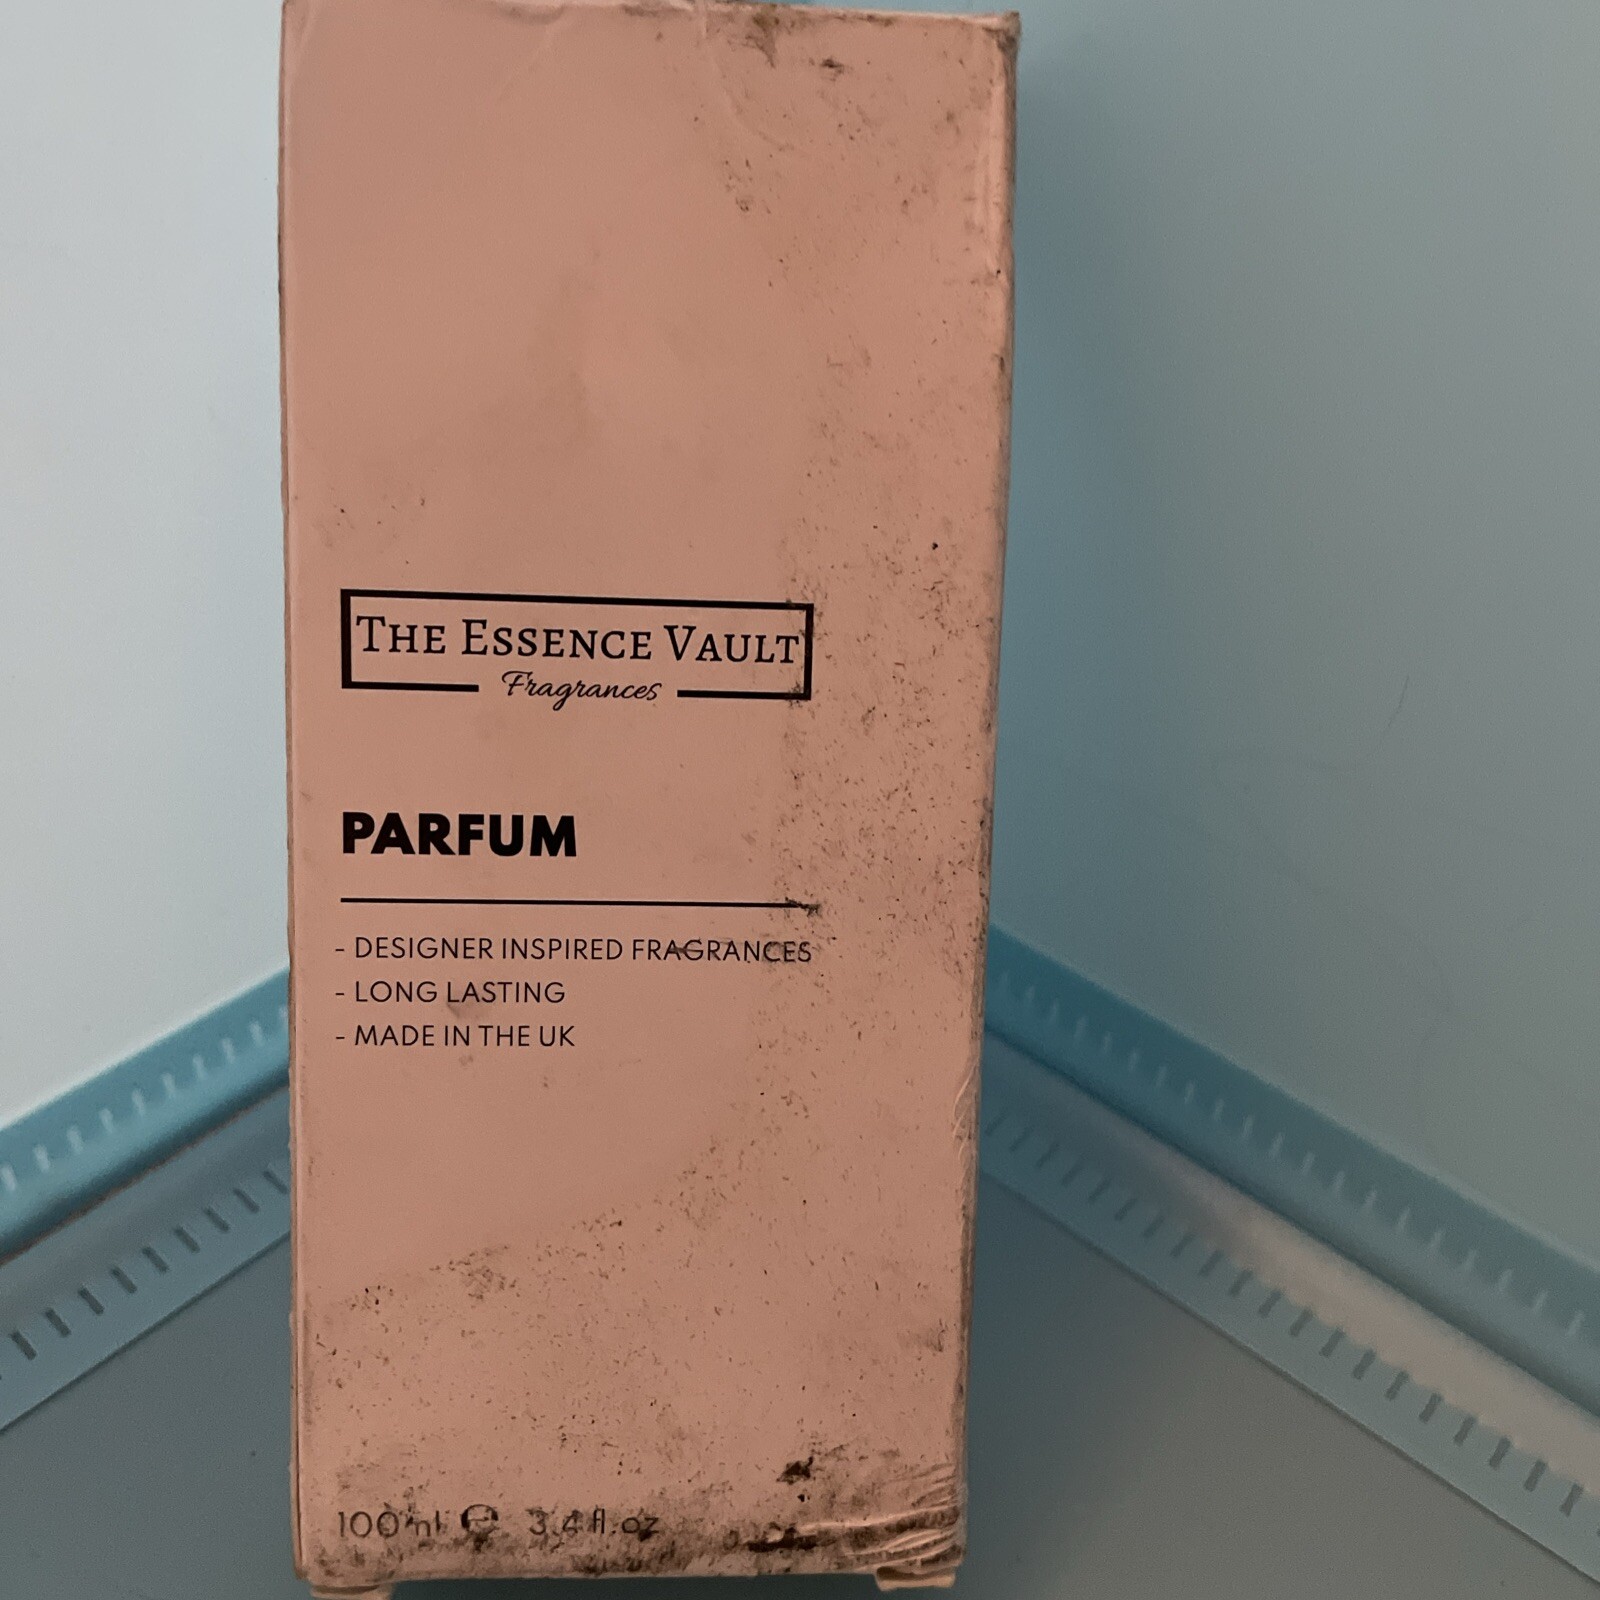 THE ESSENCE VAULT
Fragrances
PARFUM
- DESIGNER INSPIRED FRAGRANCES
- LONG LASTING
- MADE IN THE UK
100 ml ℮ 3.4 fl.oz